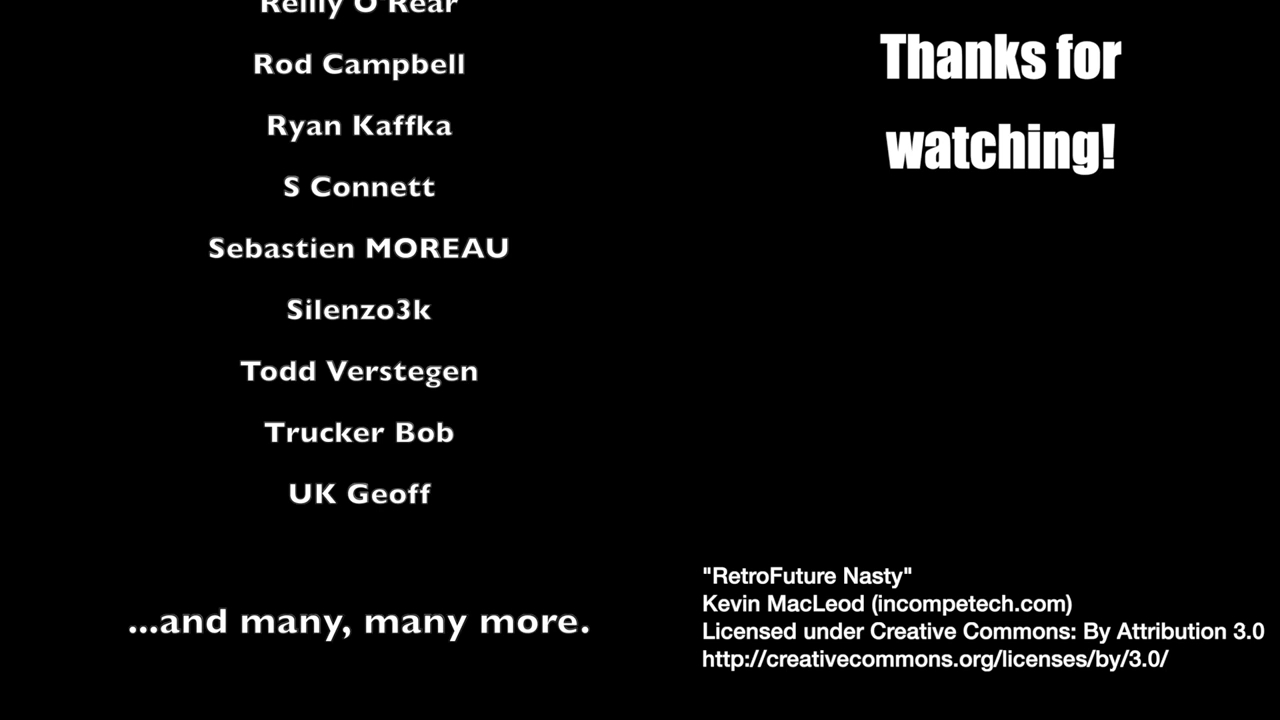 Reilly O'Rear
Rod Campbell
Ryan Kaffka
S Connett
Sebastien MOREAU
Silenzo3k
Todd Verstegen
Trucker Bob
UK Geoff
...and many, many more.
Thanks for
watching!
"RetroFuture Nasty"
Kevin MacLeod (incompetech.com)
Licensed under Creative Commons: By Attribution 3.0
http://creativecommons.org/licenses/by/3.0/